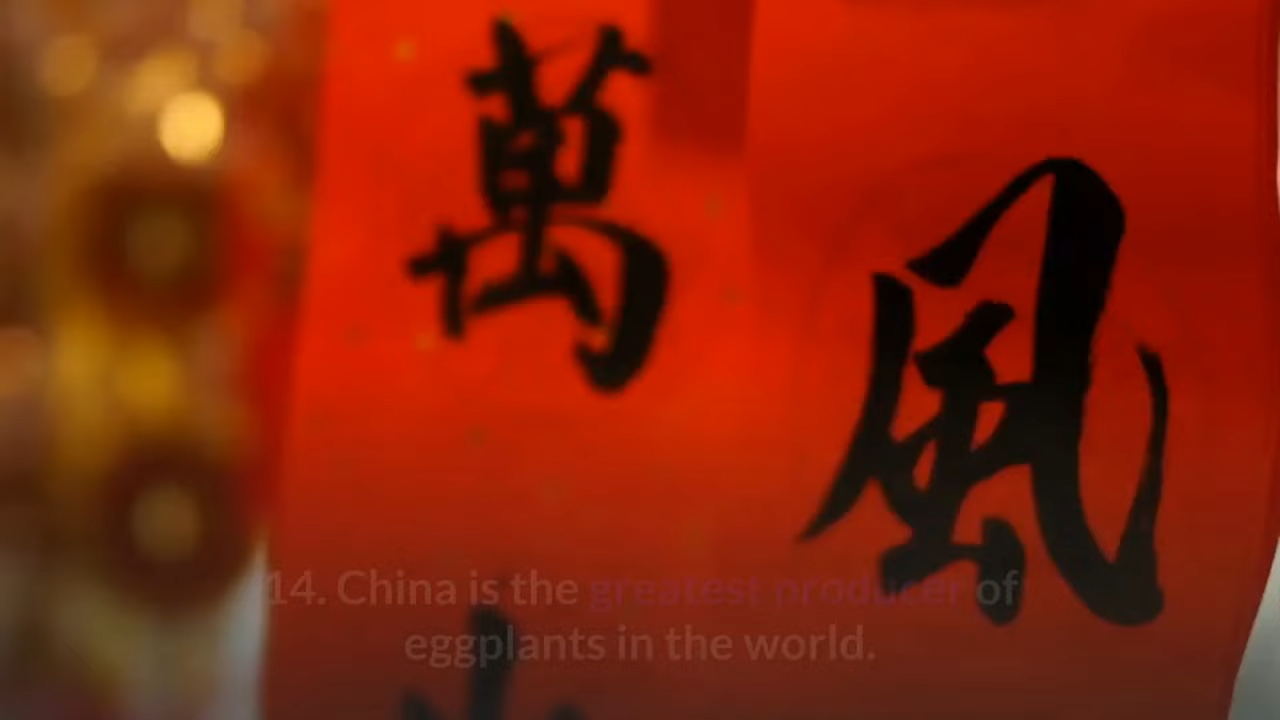 萬
風
14. China is the greatest producer of
eggplants in the world.